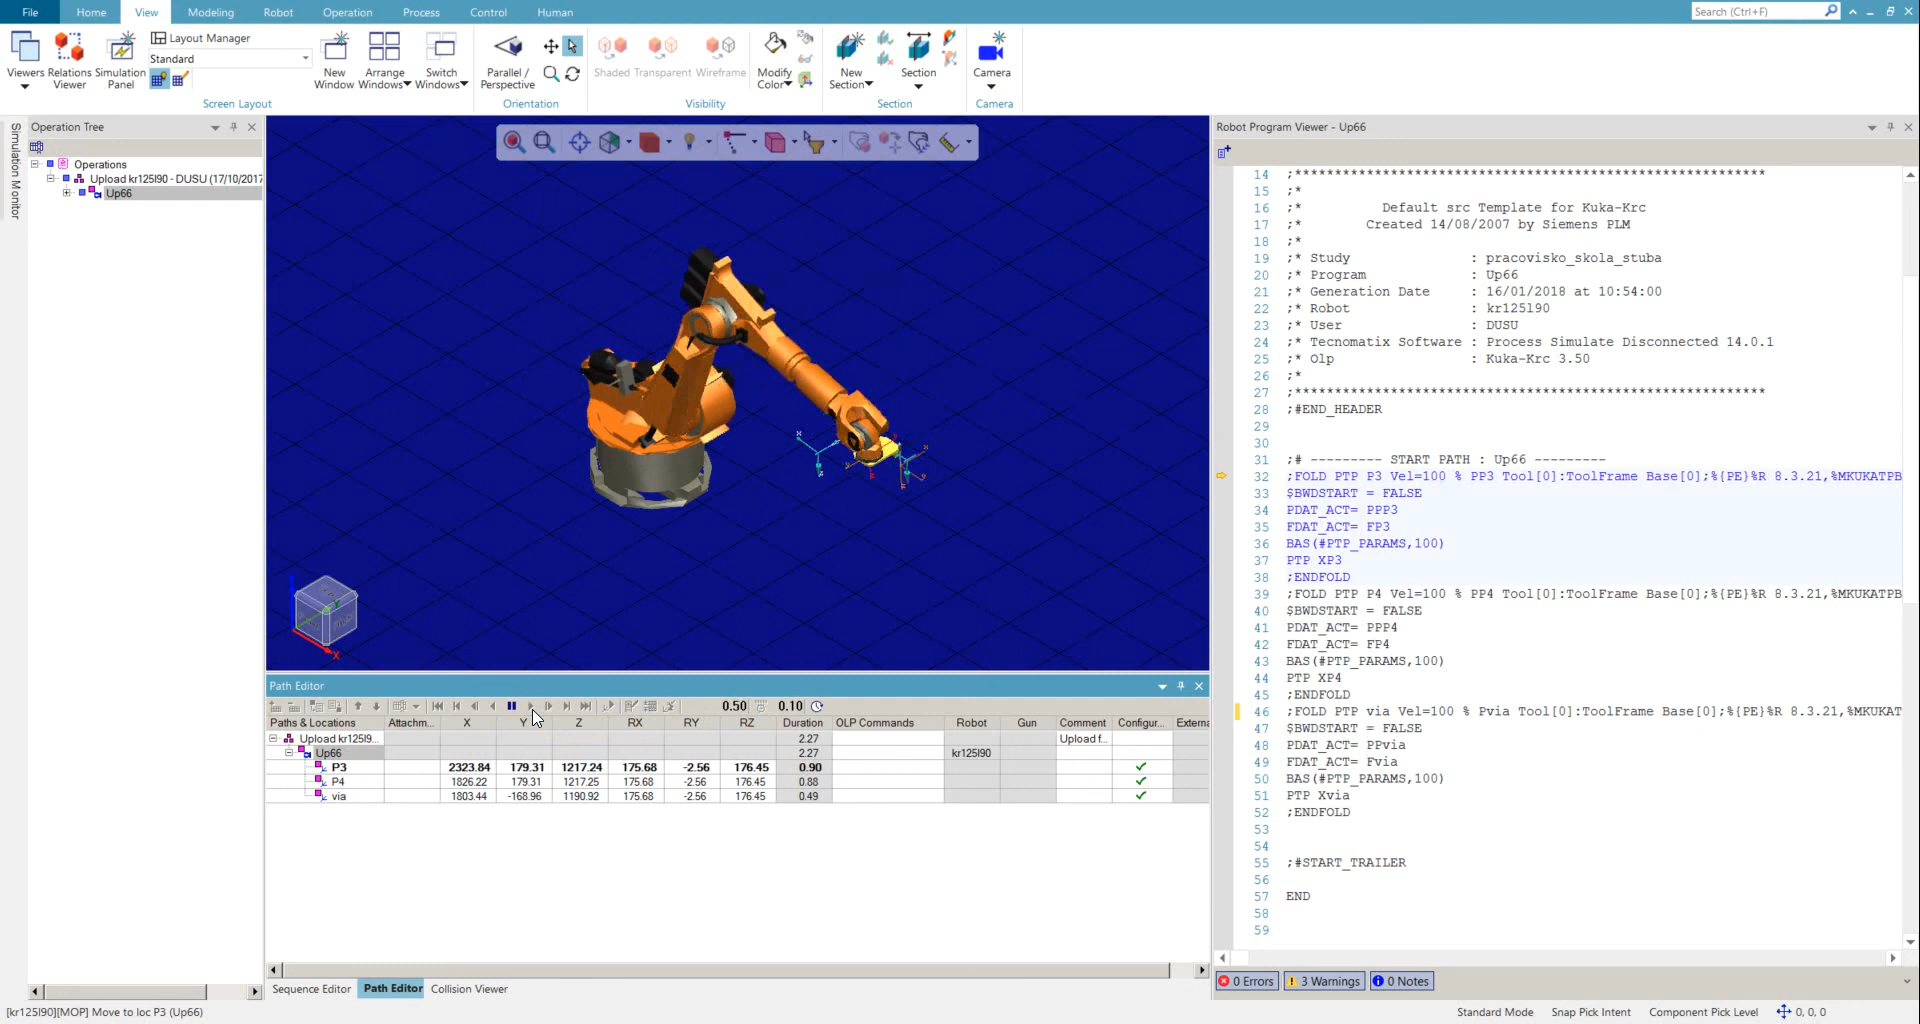 File Home View Modeling Robot Operation Process Control Human Search (Ctrl+F)
Viewers
Relations Viewer
Simulation Panel
Layout Manager
Standard
New Window
Arrange Windows
Switch Windows
Parallel / Perspective
Shaded Transparent Wireframe
Modify Color
New Section
Section
Camera
Screen Layout Orientation Visibility Section Camera
Simulation Monitor
Operation Tree
Operations
Upload kr125l90 - DUSU (17/10/2017
Up66
X
Robot Program Viewer - Up66
14 ;************************************************************
15 ;*
16 ;* Default src Template for Kuka-Krc
17 ;* Created 14/08/2007 by Siemens PLM
18 ;*
19 ;* Study : pracovisko_skola_stuba
20 ;* Program : Up66
21 ;* Generation Date : 16/01/2018 at 10:54:00
22 ;* Robot : kr125l90
23 ;* User : DUSU
24 ;* Tecnomatix Software : Process Simulate Disconnected 14.0.1
25 ;* Olp : Kuka-Krc 3.50
26 ;*
27 ;************************************************************
28 ;#END_HEADER
29
30
31 ;# --------- START PATH : Up66 ---------
32 ;FOLD PTP P3 Vel=100 % PP3 Tool[0]:ToolFrame Base[0];%{PE}%R 8.3.21,%MKUKATPB
33 $BWDSTART = FALSE
34 PDAT_ACT= PPP3
35 FDAT_ACT= FP3
36 BAS(#PTP_PARAMS,100)
37 PTP XP3
38 ;ENDFOLD
39 ;FOLD PTP P4 Vel=100 % PP4 Tool[0]:ToolFrame Base[0];%{PE}%R 8.3.21,%MKUKATPB
40 $BWDSTART = FALSE
41 PDAT_ACT= PPP4
42 FDAT_ACT= FP4
43 BAS(#PTP_PARAMS,100)
44 PTP XP4
45 ;ENDFOLD
46 ;FOLD PTP via Vel=100 % Pvia Tool[0]:ToolFrame Base[0];%{PE}%R 8.3.21,%MKUKAT
47 $BWDSTART = FALSE
48 PDAT_ACT= PPvia
49 FDAT_ACT= Fvia
50 BAS(#PTP_PARAMS,100)
51 PTP Xvia
52 ;ENDFOLD
53
54
55 ;#START_TRAILER
56
57 END
58
59
0 Errors 3 Warnings 0 Notes
Path Editor
0.50 0.10
Paths & Locations Attachm... X Y Z RX RY RZ Duration OLP Commands Robot Gun Comment Configur... Externa
Upload kr125l9... 2.27 Upload f...
Up66 2.27 kr125l90
P3 2323.84 179.31 1217.24 175.68 -2.56 176.45 0.90
P4 1826.22 179.31 1217.25 175.68 -2.56 176.45 0.88
via 1803.44 -168.96 1190.92 175.68 -2.56 176.45 0.49
Sequence Editor Path Editor Collision Viewer
[kr125l90][MOP] Move to loc P3 (Up66) Standard Mode Snap Pick Intent Component Pick Level 0, 0, 0